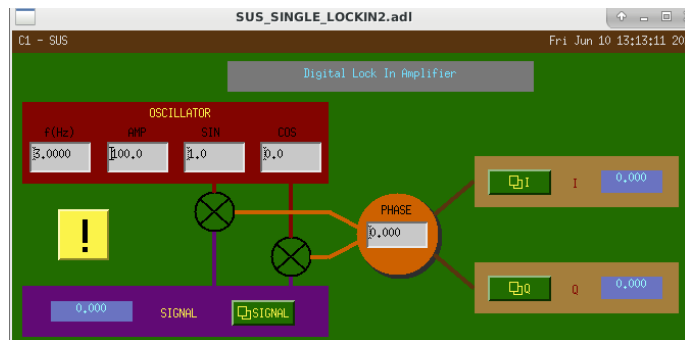 SUS_SINGLE_LOCKIN2.adl
C1 - SUS
Fri Jun 10 13:13:11 20
Digital Lock In Amplifier
OSCILLATOR
f(Hz) AMP SIN COS
3.0000 100.0 1.0 0.0
I I 0.000
PHASE
0.000
!
Q Q 0.000
0.000 SIGNAL SIGNAL